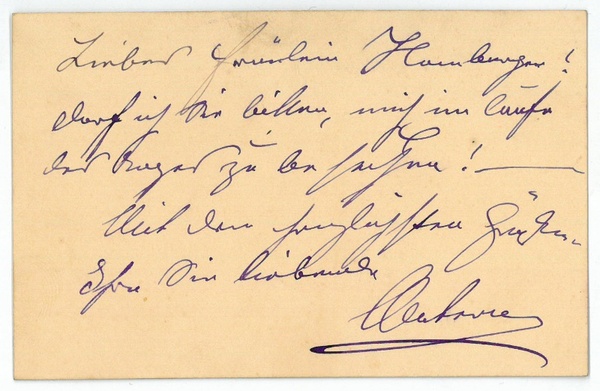 Liebes Fräulein Hamburger!
darf ich Sie bitten, mich im Laufe
des Tages zu besuchen! —
Mit den herzlichsten Grüßen
Ihre Sie liebende